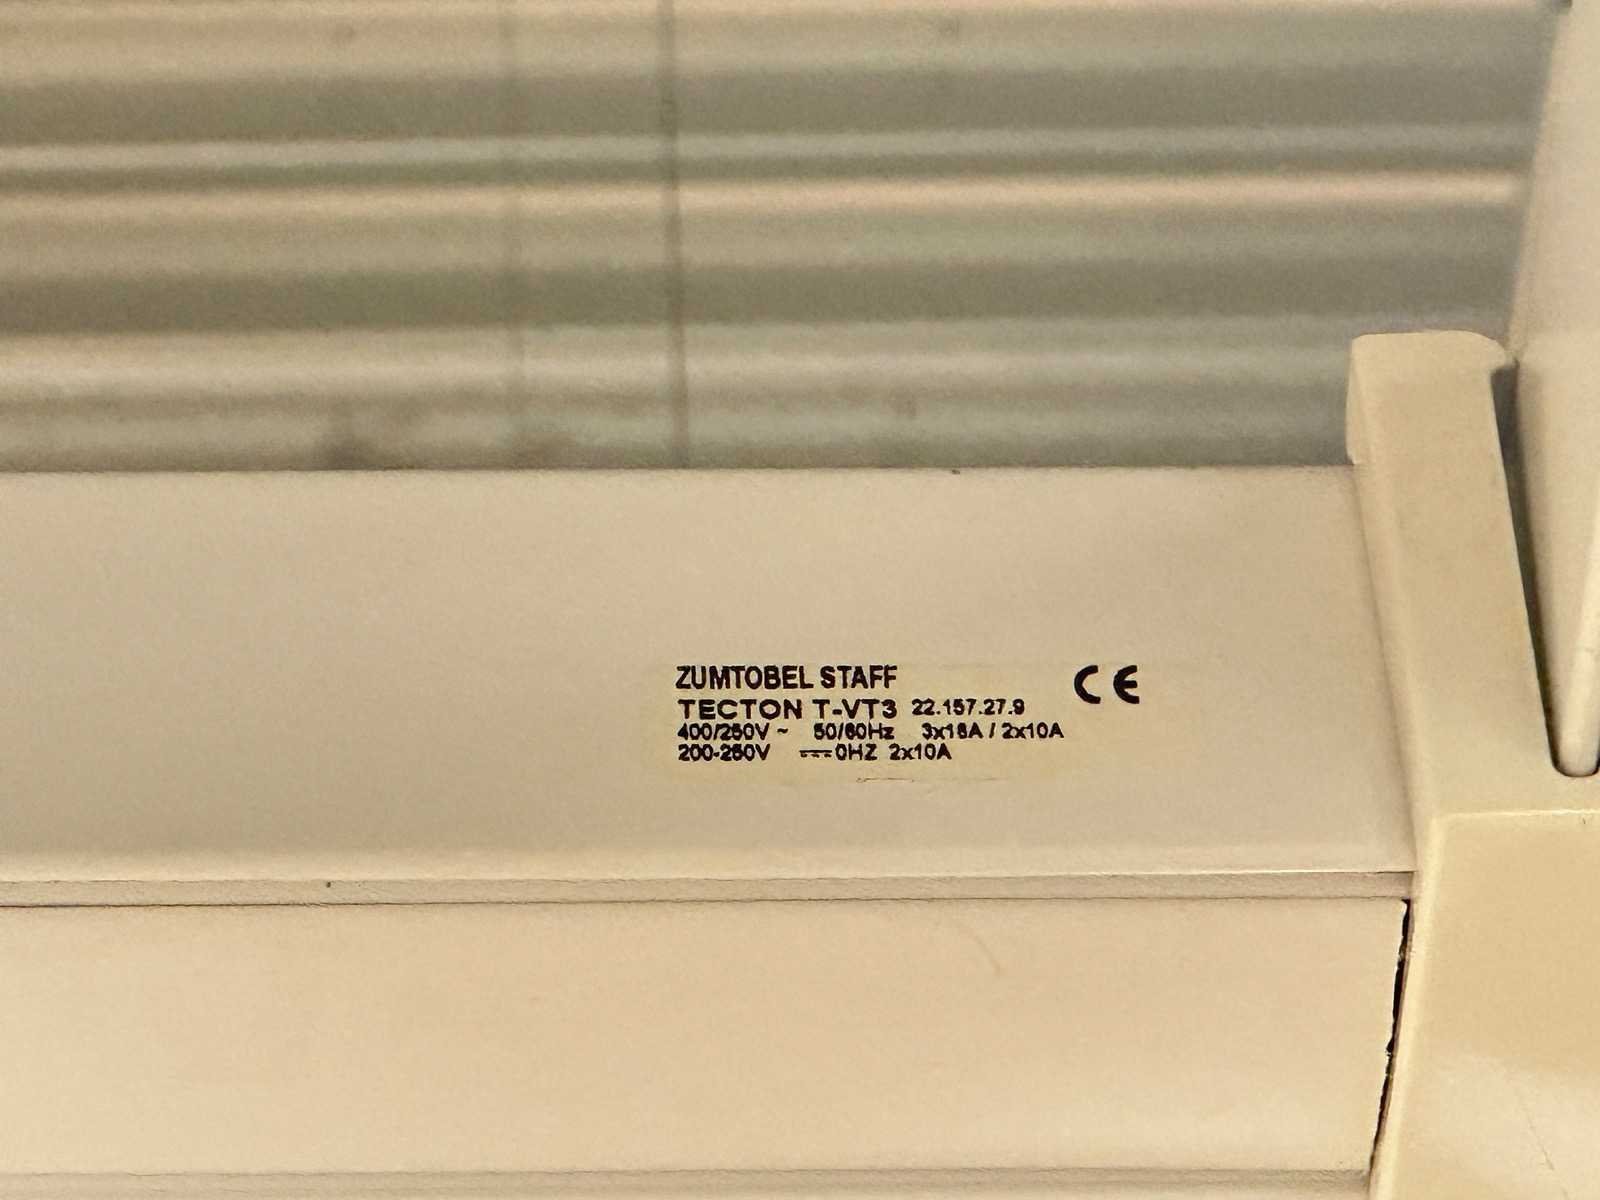 ZUMTOBEL STAFF CE
TECTON T-VT3 22.157.27.9
400/250V ~ 50/60Hz 3x16A / 2x10A
200-250V ⎓ 0HZ 2x10A